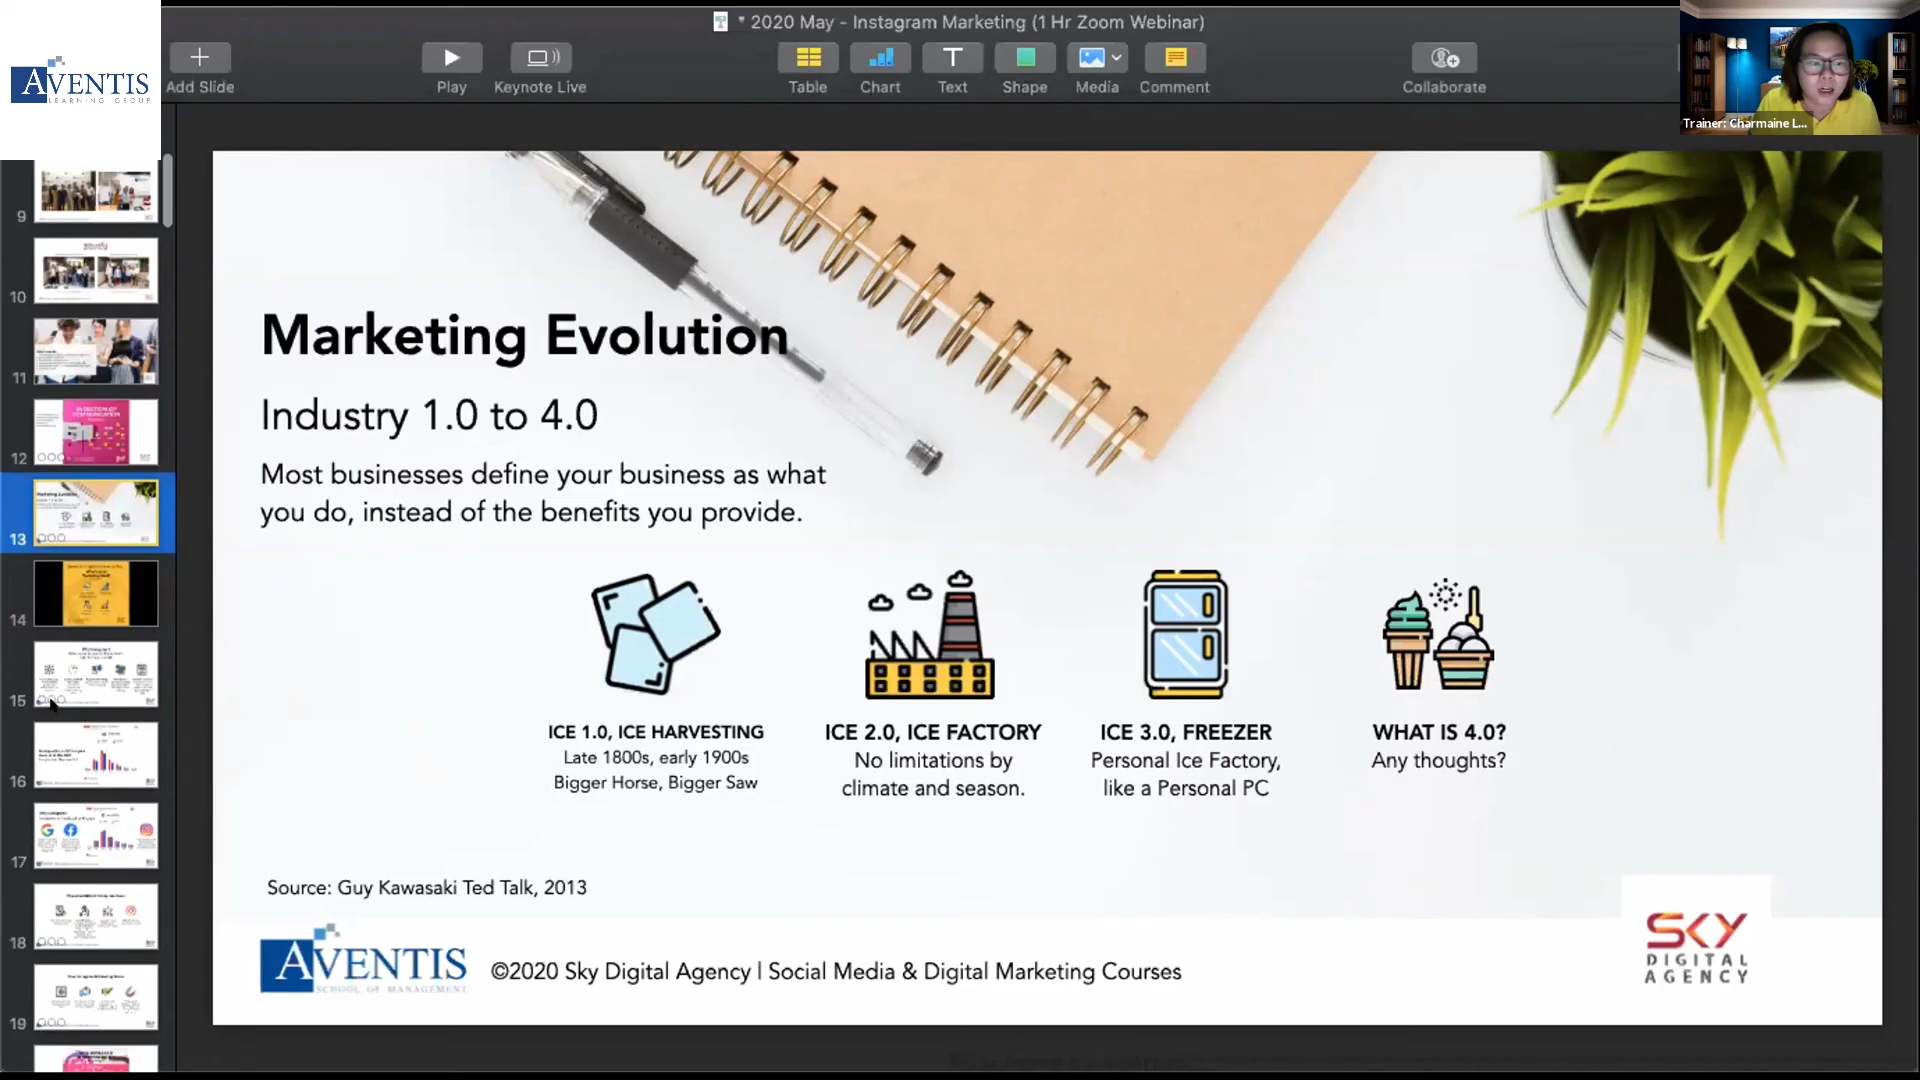 * 2020 May - Instagram Marketing (1 Hr Zoom Webinar)
AVENTIS
LEARNING GROUP
Add Slide
Play
Keynote Live
Table
Chart
Text
Shape
Media
Comment
Collaborate
Trainer: Charmaine L...
9
10
11
12
13
14
15
16
17
18
19
Marketing Evolution
Industry 1.0 to 4.0
Most businesses define your business as what
you do, instead of the benefits you provide.
ICE 1.0, ICE HARVESTING
Late 1800s, early 1900s
Bigger Horse, Bigger Saw
ICE 2.0, ICE FACTORY
No limitations by
climate and season.
ICE 3.0, FREEZER
Personal Ice Factory,
like a Personal PC
WHAT IS 4.0?
Any thoughts?
Source: Guy Kawasaki Ted Talk, 2013
AVENTIS
SCHOOL OF MANAGEMENT
©2020 Sky Digital Agency | Social Media & Digital Marketing Courses
SKY
DIGITAL
AGENCY